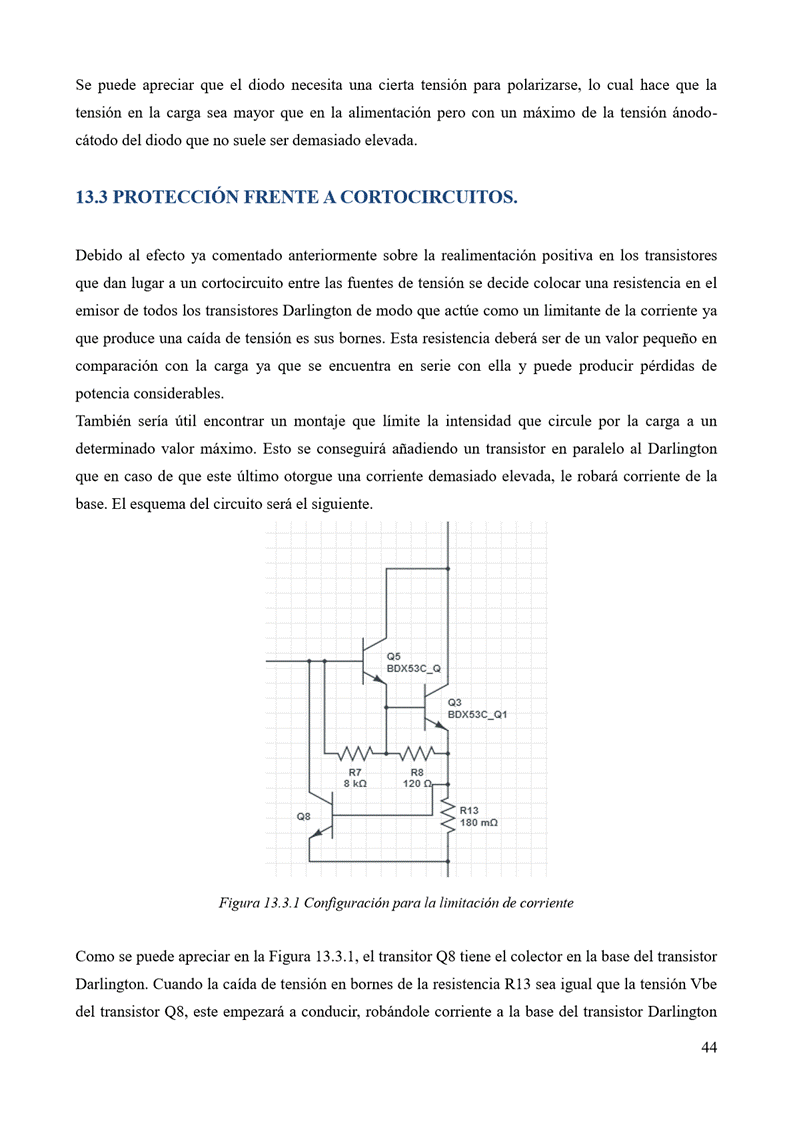 Se puede apreciar que el diodo necesita una cierta tensión para polarizarse, lo cual hace que la
tensión en la carga sea mayor que en la alimentación pero con un máximo de la tensión ánodo-
cátodo del diodo que no suele ser demasiado elevada.
13.3 PROTECCIÓN FRENTE A CORTOCIRCUITOS.
Debido al efecto ya comentado anteriormente sobre la realimentación positiva en los transistores
que dan lugar a un cortocircuito entre las fuentes de tensión se decide colocar una resistencia en el
emisor de todos los transistores Darlington de modo que actúe como un limitante de la corriente ya
que produce una caída de tensión es sus bornes. Esta resistencia deberá ser de un valor pequeño en
comparación con la carga ya que se encuentra en serie con ella y puede producir pérdidas de
potencia considerables.
También sería útil encontrar un montaje que límite la intensidad que circule por la carga a un
determinado valor máximo. Esto se conseguirá añadiendo un transistor en paralelo al Darlington
que en caso de que este último otorgue una corriente demasiado elevada, le robará corriente de la
base. El esquema del circuito será el siguiente.
Q5
BDX53C_Q
Q3
BDX53C_Q1
R7
8 kΩ
R8
120 Ω
R13
180 mΩ
Q8
Figura 13.3.1 Configuración para la limitación de corriente
Como se puede apreciar en la Figura 13.3.1, el transitor Q8 tiene el colector en la base del transistor
Darlington. Cuando la caída de tensión en bornes de la resistencia R13 sea igual que la tensión Vbe
del transistor Q8, este empezará a conducir, robándole corriente a la base del transistor Darlington
44